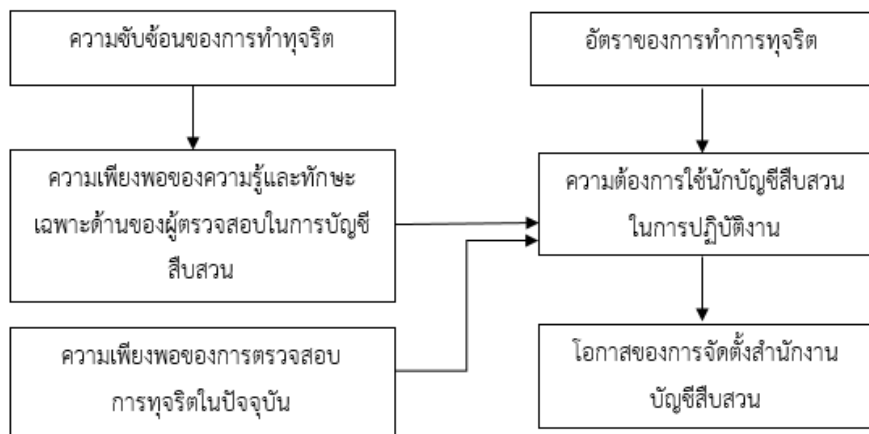 ความซับซ้อนของการทำทุจริต
อัตราของการทำการทุจริต
ความเพียงพอของความรู้และทักษะ
เฉพาะด้านของผู้ตรวจสอบในการบัญชี
สืบสวน
ความต้องการใช้นักบัญชีสืบสวน
ในการปฏิบัติงาน
ความเพียงพอของการตรวจสอบ
การทุจริตในปัจจุบัน
โอกาสของการจัดตั้งสำนักงาน
บัญชีสืบสวน